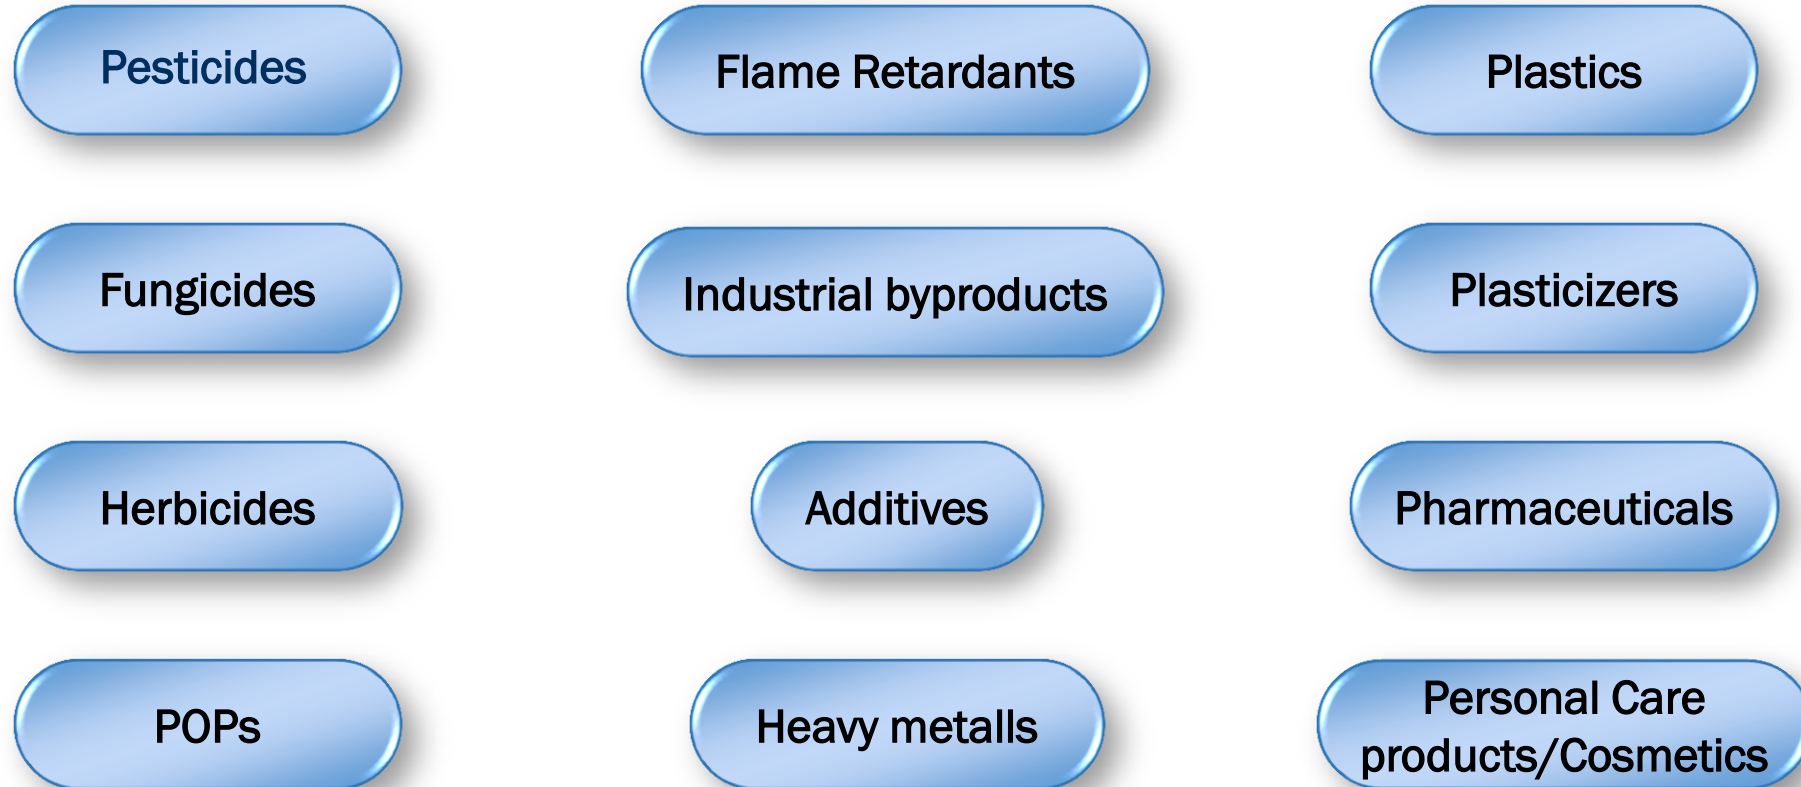 Pesticides
Flame Retardants
Plastics
Fungicides
Industrial byproducts
Plasticizers
Herbicides
Additives
Pharmaceuticals
POPs
Heavy metalls
Personal Care
products/Cosmetics